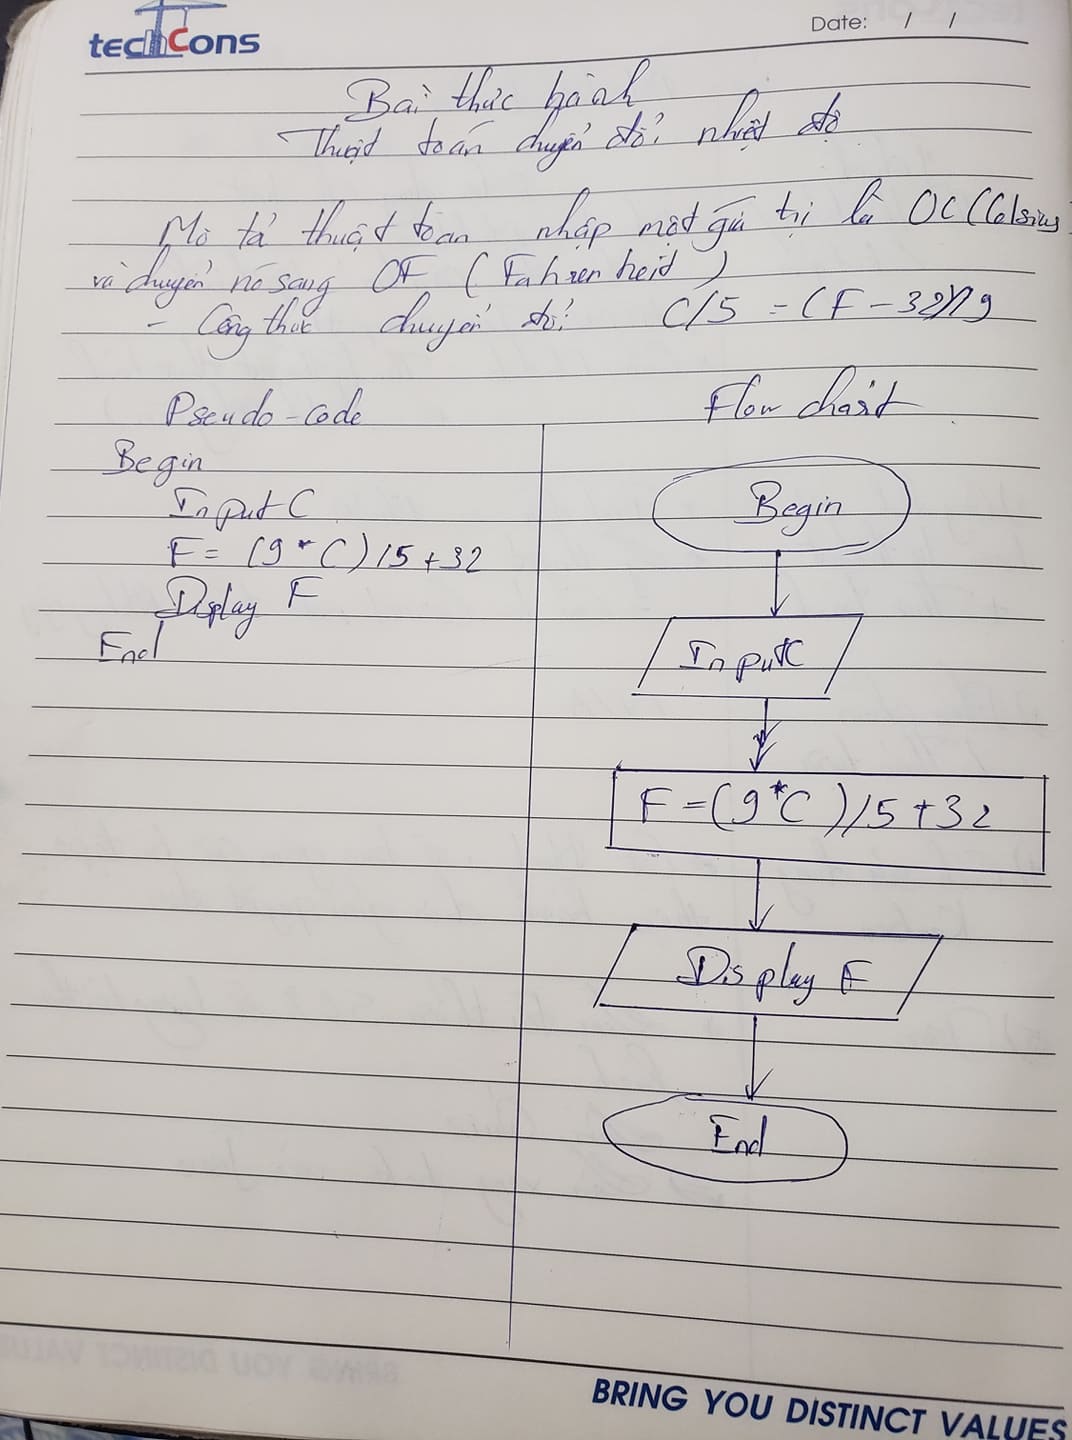 techCons
Date: / /
Bài thực hành
Thuật toán chuyển đổi nhiệt độ
Mô tả thuật toán nhập một giá trị là OC (Celsius)
và chuyển nó sang OF (Fahrenheid)
- Công thức chuyển đổi: C/5 = (F - 32)/9
Pseudo-code
Begin
Input C
F = (9 * C) / 5 + 32
Display F
End
Flow chart
Begin
Input C
F = (9 * C) / 5 + 32
Display F
End
BRING YOU DISTINCT VALUES